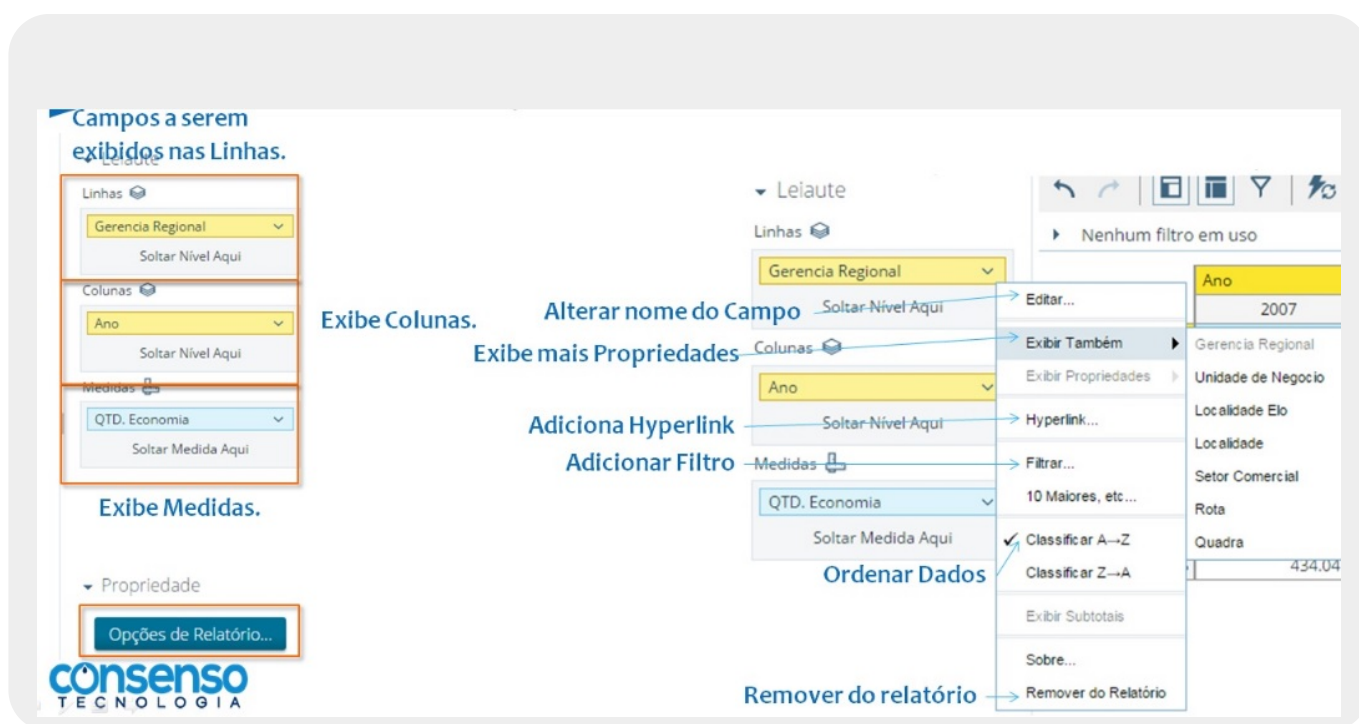 Campos a serem
exibidos nas Linhas.
Leiaute
Linhas
Gerencia Regional
Soltar Nível Aqui
Colunas
Ano
Soltar Nível Aqui
Exibe Colunas.
Medidas
QTD. Economia
Soltar Medida Aqui
Exibe Medidas.
Propriedade
Opções de Relatório...
consenso
TECNOLOGIA
Leiaute
Linhas
Gerencia Regional
Soltar Nível Aqui
Colunas
Ano
Soltar Nível Aqui
Medidas
QTD. Economia
Soltar Medida Aqui
Alterar nome do Campo
Exibe mais Propriedades
Adiciona Hyperlink
Adicionar Filtro
Ordenar Dados
Remover do relatório
Nenhum filtro em uso
Ano
2007
Editar...
Exibir Também
Exibir Propriedades
Hyperlink...
Filtrar...
10 Maiores, etc...
Classificar A→Z
Classificar Z→A
Exibir Subtotais
Sobre...
Remover do Relatório
Gerencia Regional
Unidade de Negocio
Localidade Elo
Localidade
Setor Comercial
Rota
Quadra
434.04